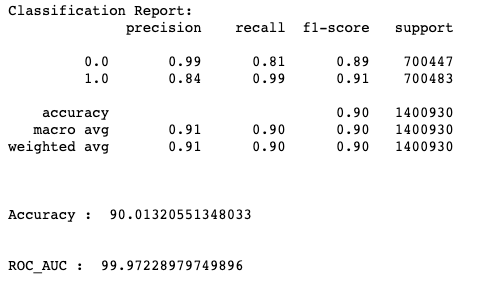 Classification Report:
precision recall f1-score support
0.0 0.99 0.81 0.89 700447
1.0 0.84 0.99 0.91 700483
accuracy 0.90 1400930
macro avg 0.91 0.90 0.90 1400930
weighted avg 0.91 0.90 0.90 1400930
Accuracy : 90.01320551348033
ROC_AUC : 99.97228979749896